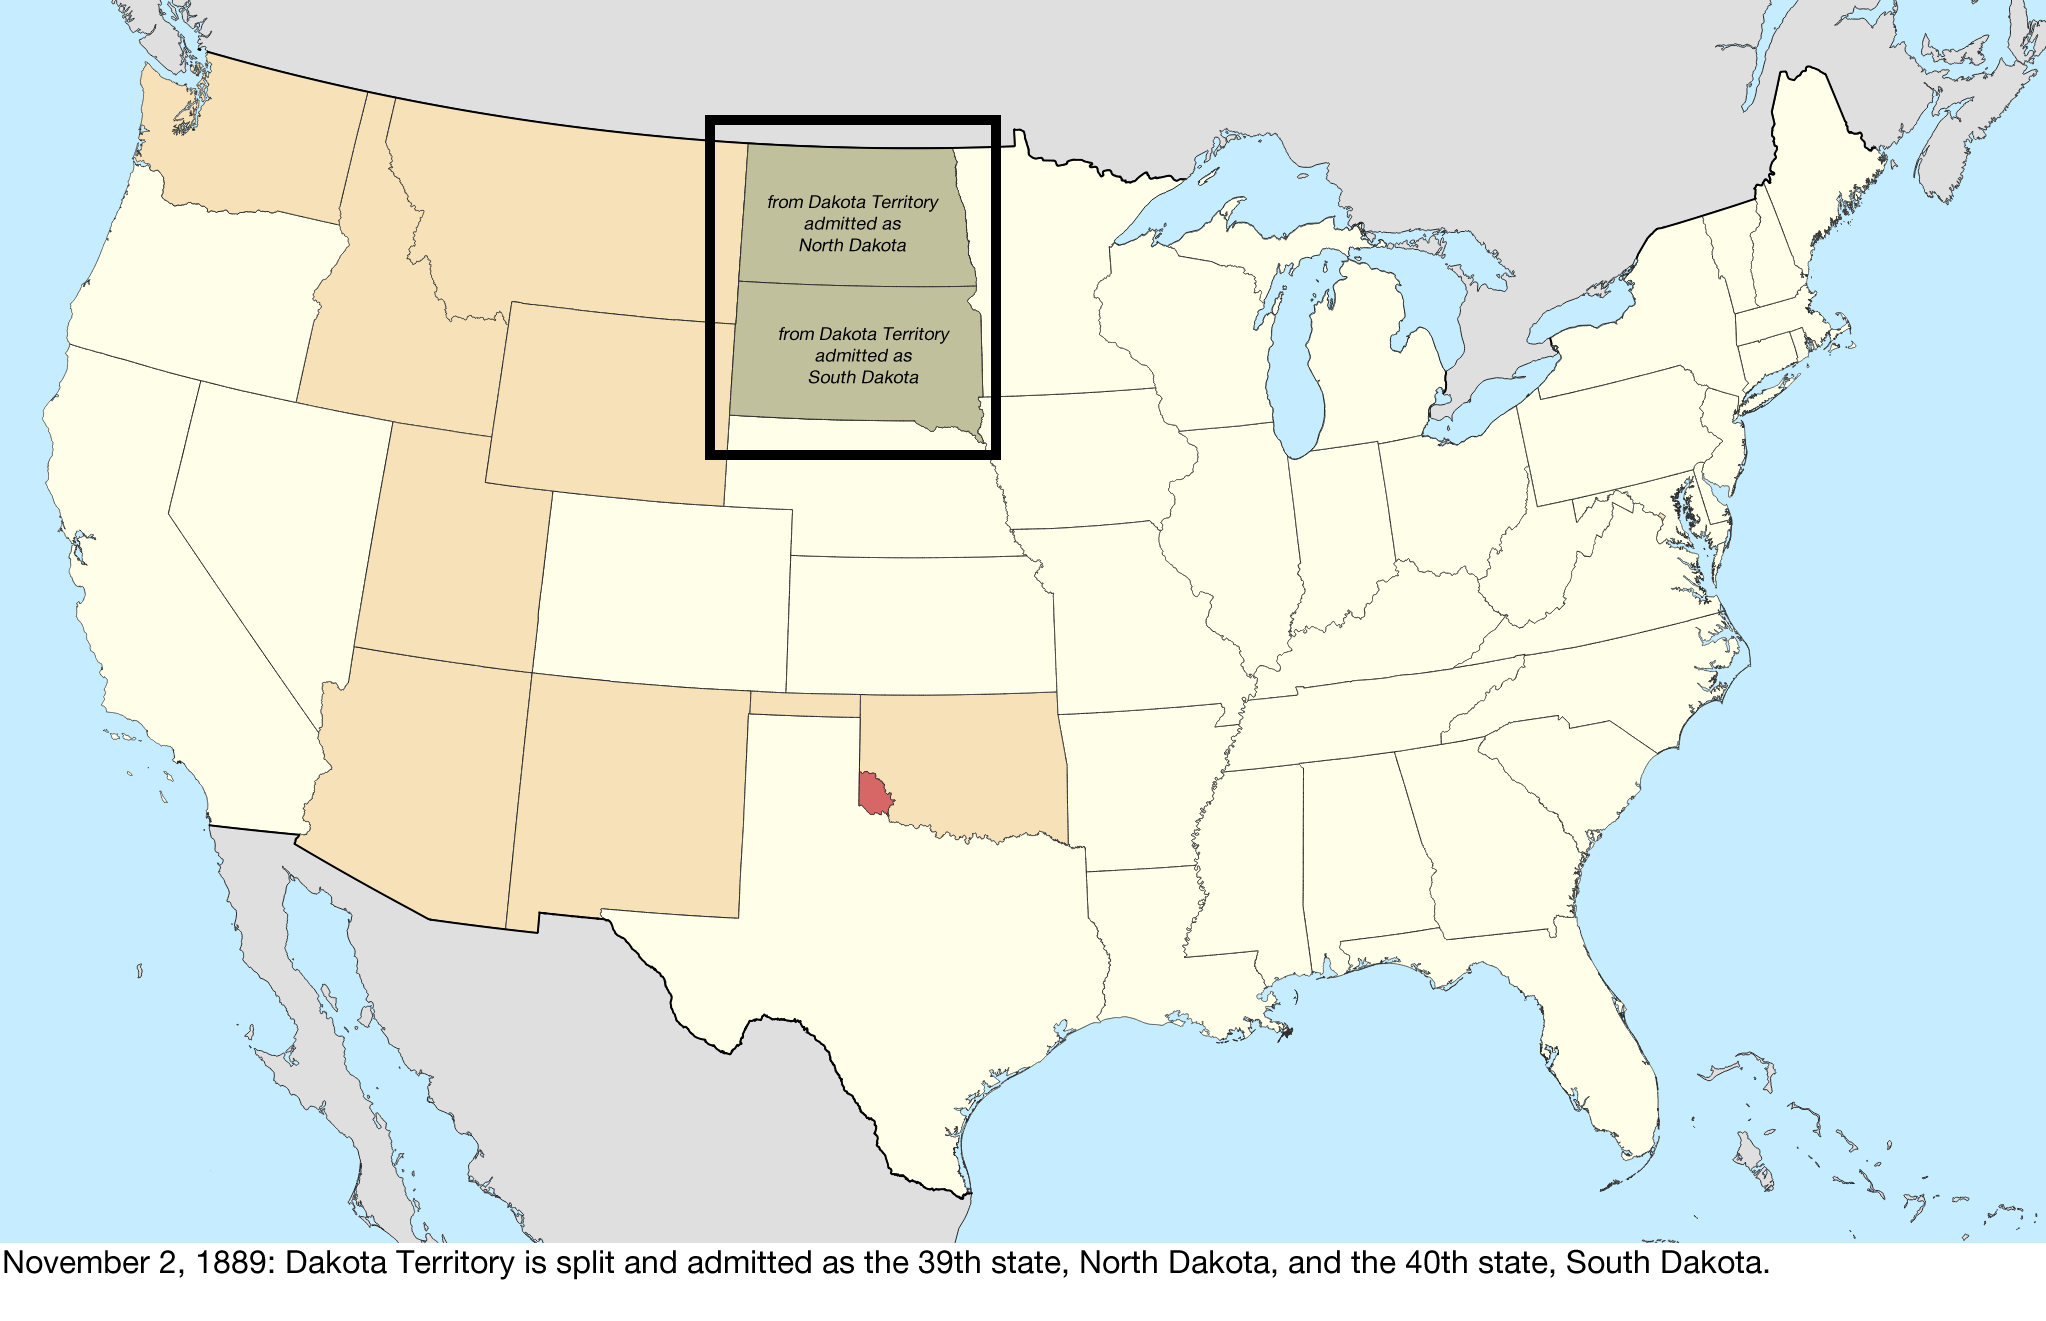 from Dakota Territory
admitted as
North Dakota
from Dakota Territory
admitted as
South Dakota
November 2, 1889: Dakota Territory is split and admitted as the 39th state, North Dakota, and the 40th state, South Dakota.